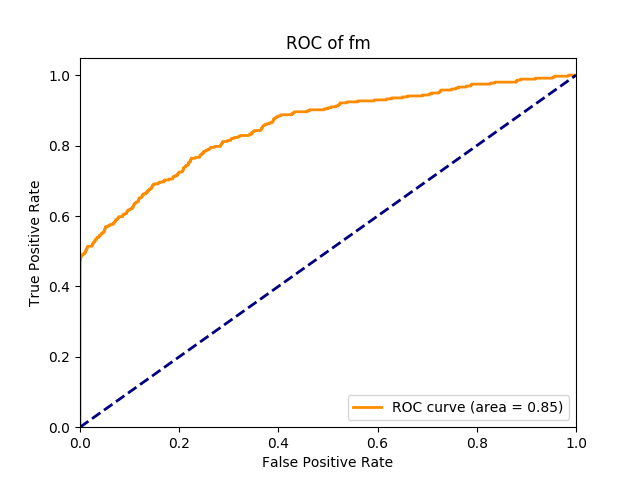 ROC of fm
True Positive Rate
1.0
0.8
0.6
0.4
0.2
0.0
ROC curve (area = 0.85)
0.0 0.2 0.4 0.6 0.8 1.0
False Positive Rate